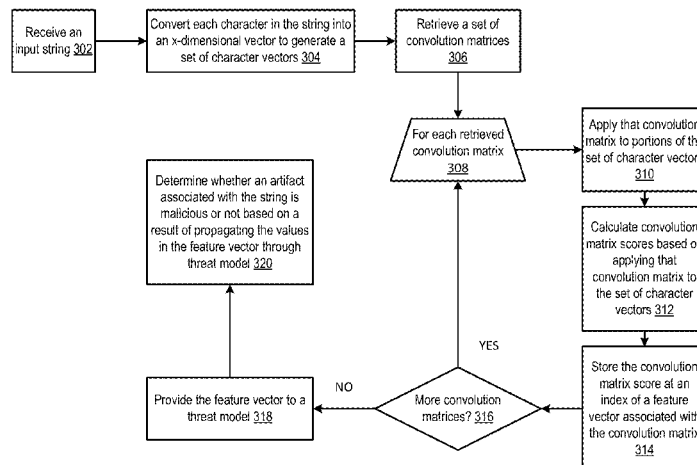 Receive an
input string 302
Convert each character in the string into
an x-dimensional vector to generate a
set of character vectors 304
Retrieve a set of
convolution matrices
306
For each retrieved
convolution matrix
308
Apply that convolution
matrix to portions of the
set of character vectors
310
Calculate convolution
matrix scores based on
applying that
convolution matrix to
the set of character
vectors 312
Store the convolution
matrix score at an
index of a feature
vector associated with
the convolution matrix
314
More convolution
matrices? 316
YES
NO
Provide the feature vector to a
threat model 318
Determine whether an artifact
associated with the string is
malicious or not based on a
result of propagating the values
in the feature vector through
threat model 320